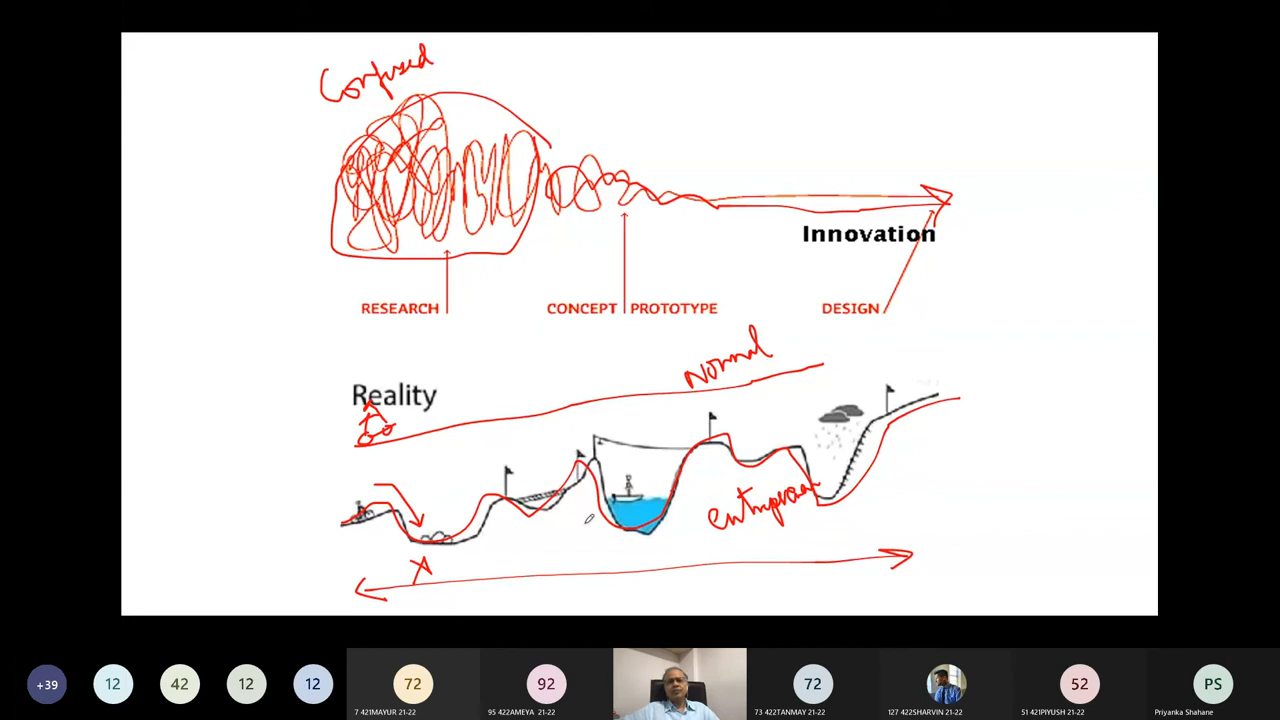 Confused
Innovation
RESEARCH
CONCEPT
PROTOTYPE
DESIGN
Normal
Reality
X
+39
12
42
12
12
72
92
72
52
PS
7 421MAYUR 21-22
95 422AMEYA 21-22
73 422TANMAY 21-22
127 422SHARVIN 21-22
51 421PIYUSH 21-22
Priyanka Shahane